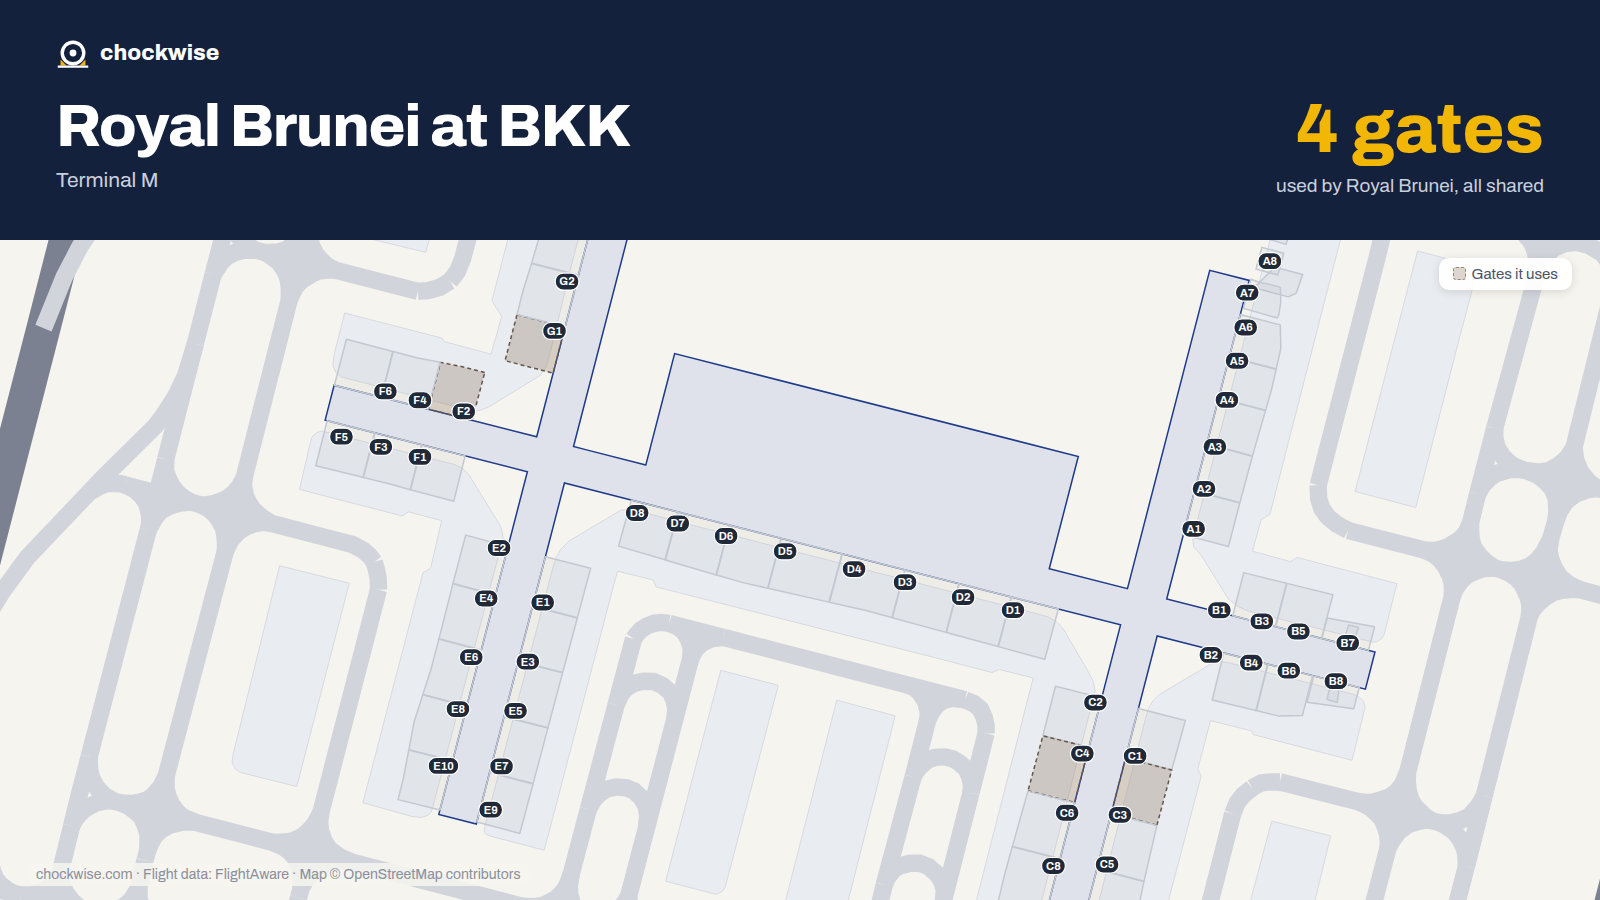 chockwise
Royal Brunei at BKK
Terminal M
4 gates
used by Royal Brunei, all shared
Gates it uses
A8
A7
A6
A5
A4
A3
A2
A1
G2
G1
F6
F4
F2
F5
F3
F1
D8
D7
D6
D5
D4
D3
D2
D1
E2
E4
E1
E6
E3
E8
E5
E10
E7
E9
B1
B3
B5
B7
B2
B4
B6
B8
C2
C4
C1
C6
C3
C8
C5
chockwise.com · Flight data: FlightAware · Map © OpenStreetMap contributors